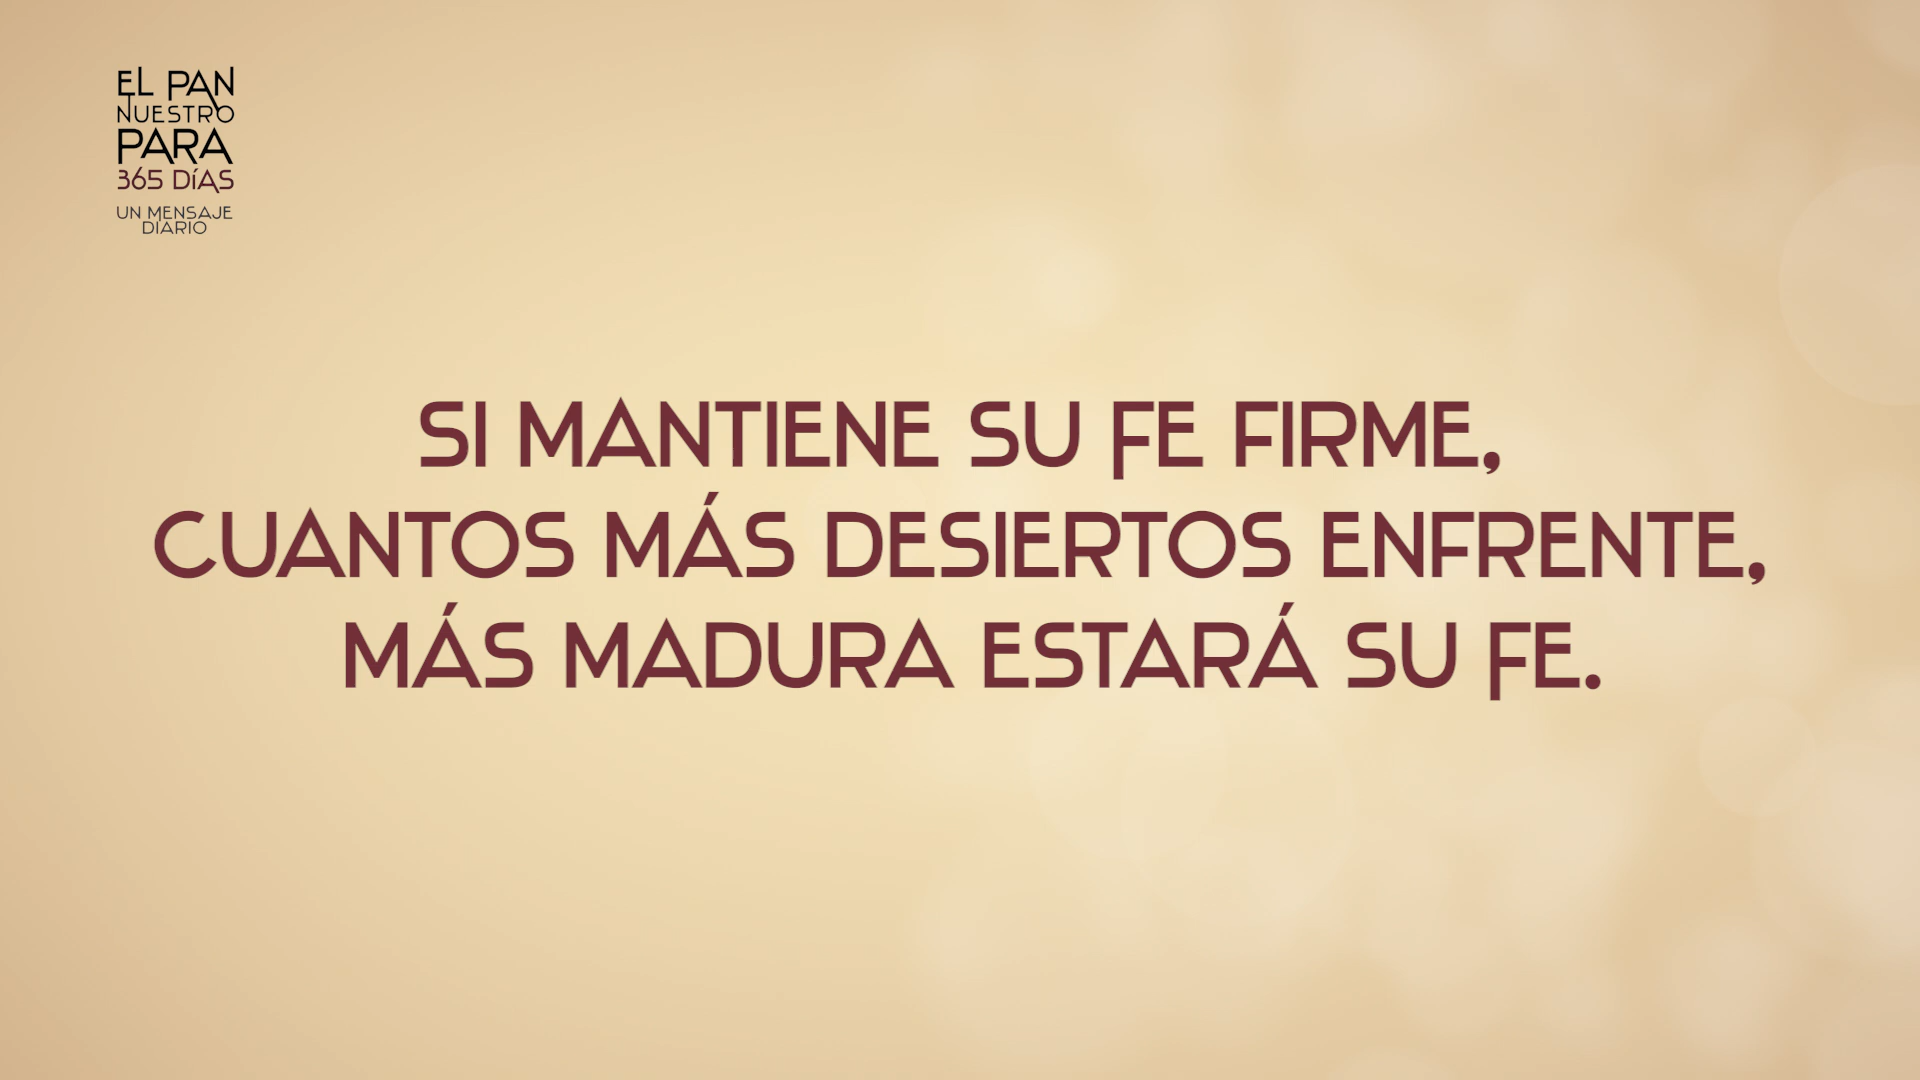 EL PAN
NUESTRO
PARA
365 DÍAS
UN MENSAJE
DIARIO
SI MANTIENE SU FE FIRME,
CUANTOS MÁS DESIERTOS ENFRENTE,
MÁS MADURA ESTARÁ SU FE.